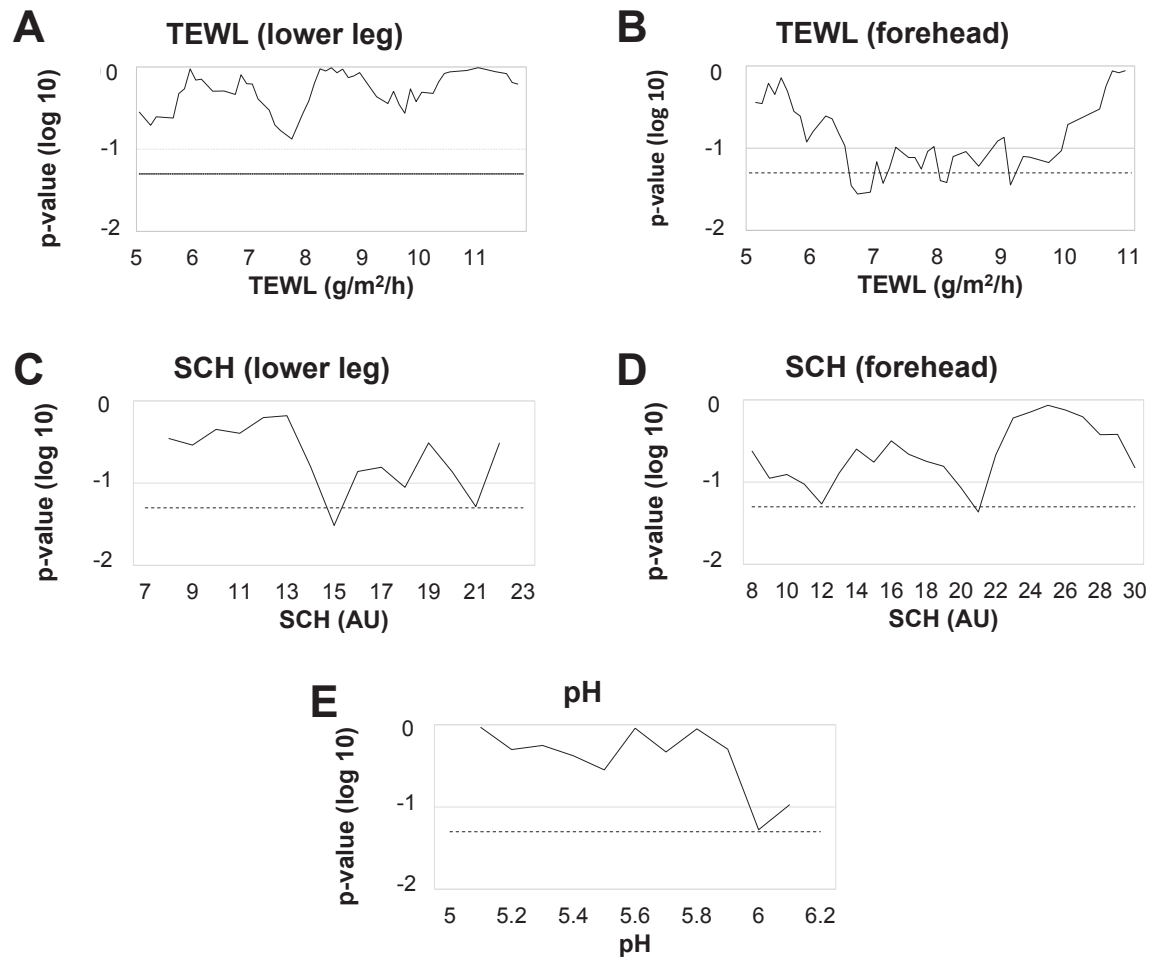 A
TEWL (lower leg)
p-value (log 10)
0
-1
-2
5 6 7 8 9 10 11
TEWL (g/m²/h)
B
TEWL (forehead)
p-value (log 10)
0
-1
-2
5 6 7 8 9 10 11
TEWL (g/m²/h)
C
SCH (lower leg)
p-value (log 10)
0
-1
-2
7 9 11 13 15 17 19 21 23
SCH (AU)
D
SCH (forehead)
p-value (log 10)
0
-1
-2
8 10 12 14 16 18 20 22 24 26 28 30
SCH (AU)
E
pH
p-value (log 10)
0
-1
-2
5 5.2 5.4 5.6 5.8 6 6.2
pH